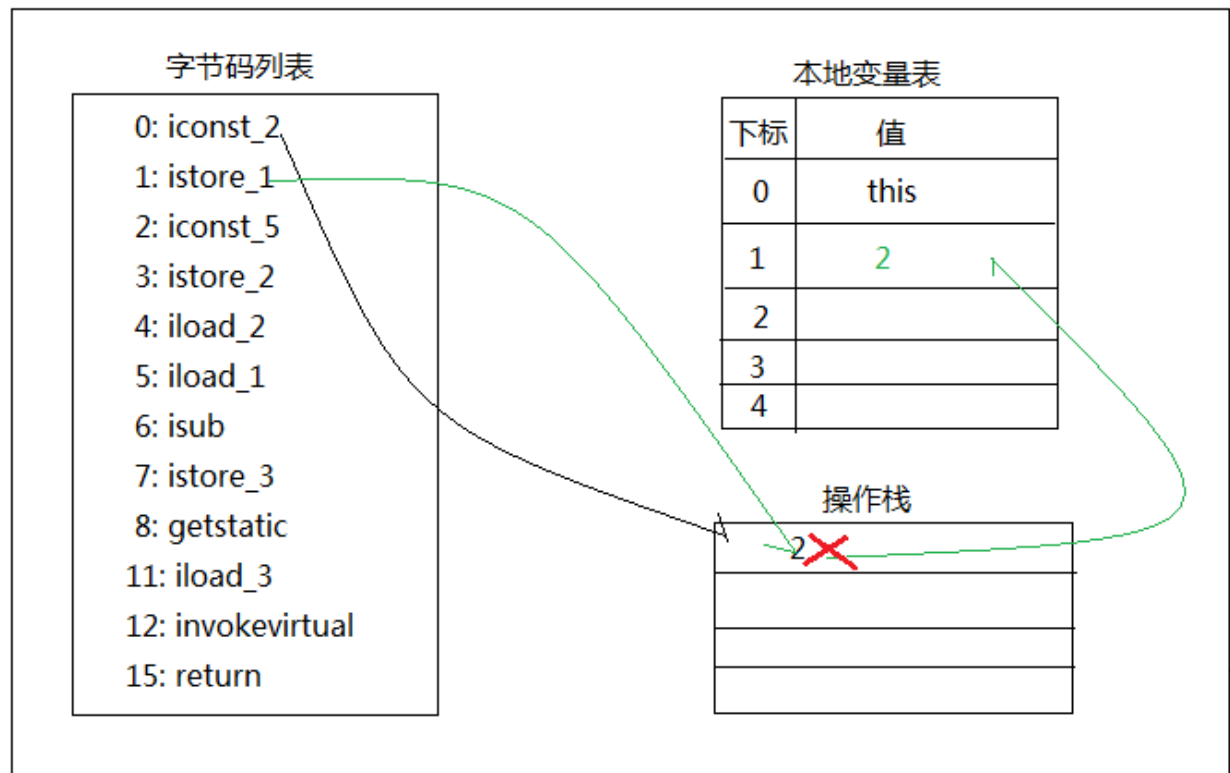 字节码列表
0: iconst_2
1: istore_1
2: iconst_5
3: istore_2
4: iload_2
5: iload_1
6: isub
7: istore_3
8: getstatic
11: iload_3
12: invokevirtual
15: return
本地变量表
下标 值
0 this
1 2
2
3
4
操作栈
2